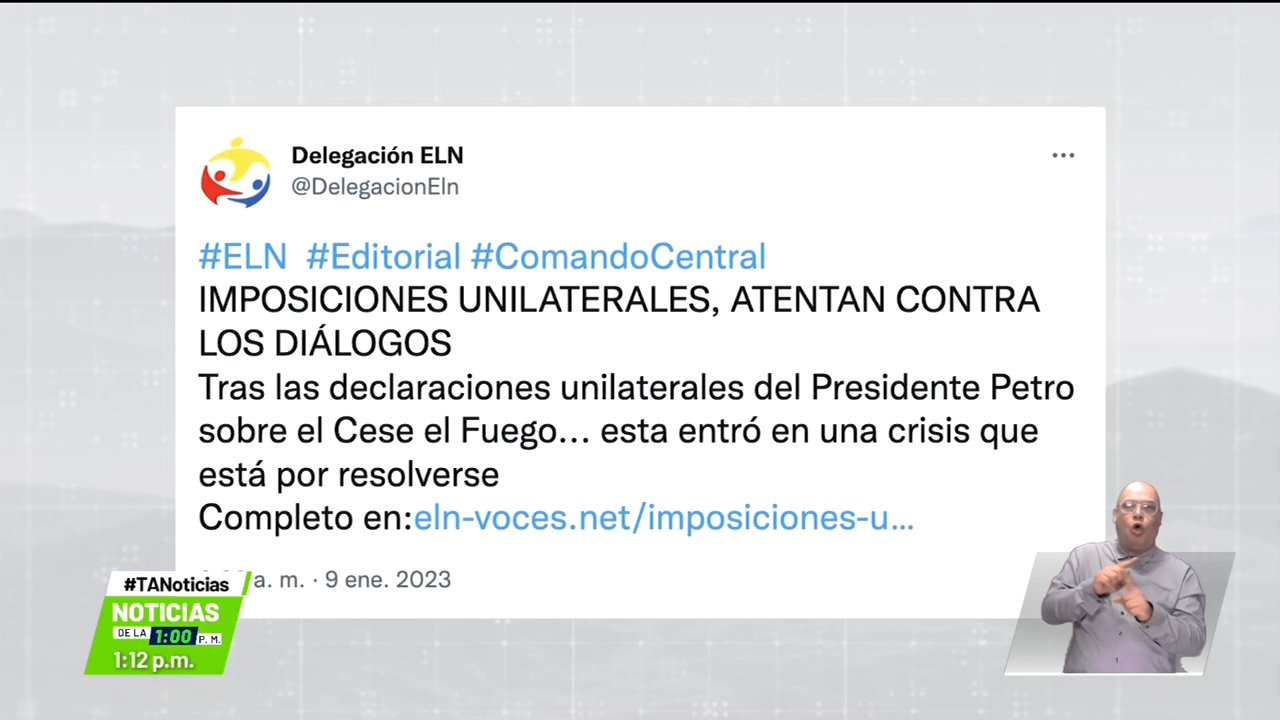 Delegación ELN
@DelegacionEln
#ELN #Editorial #ComandoCentral
IMPOSICIONES UNILATERALES, ATENTAN CONTRA
LOS DIÁLOGOS
Tras las declaraciones unilaterales del Presidente Petro
sobre el Cese el Fuego... esta entró en una crisis que
está por resolverse
Completo en:eln-voces.net/imposiciones-u...
a. m. · 9 ene. 2023
#TANoticias
NOTICIAS
DE LA 1:00 P. M.
1:12 p.m.